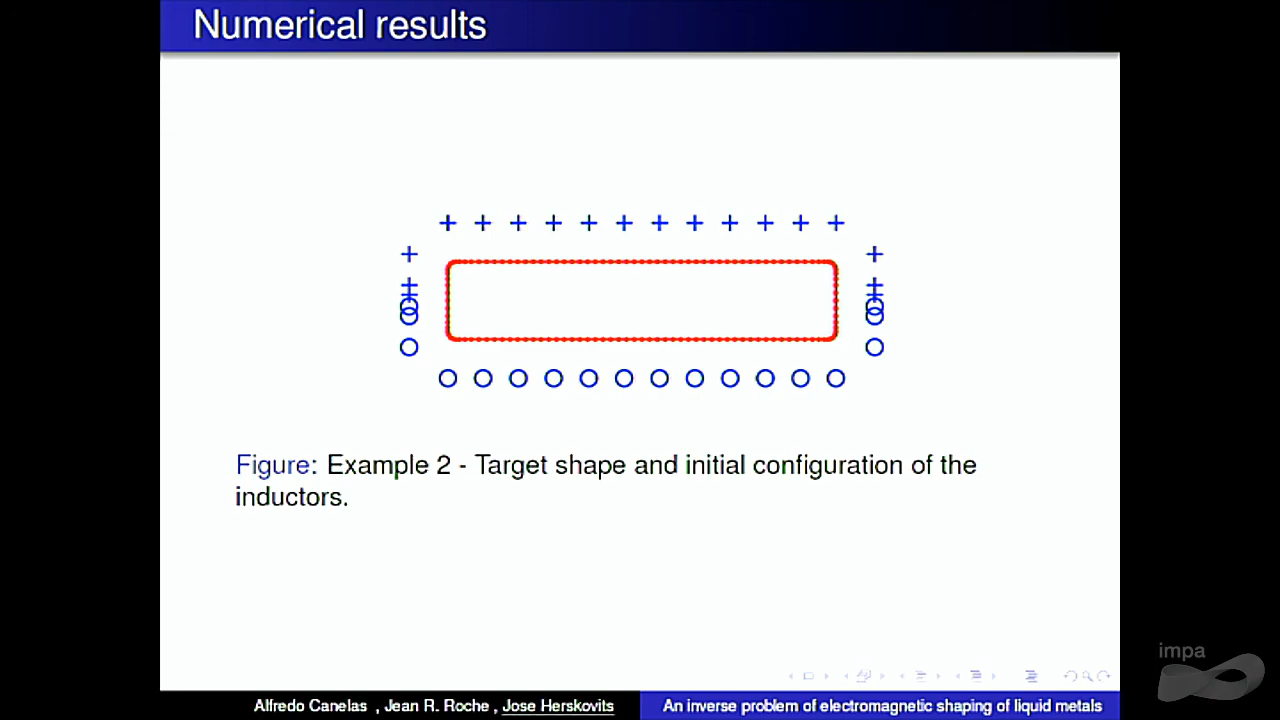 Numerical results
Figure: Example 2 - Target shape and initial configuration of the
inductors.
impa
Alfredo Canelas , Jean R. Roche , Jose Herskovits
An inverse problem of electromagnetic shaping of liquid metals